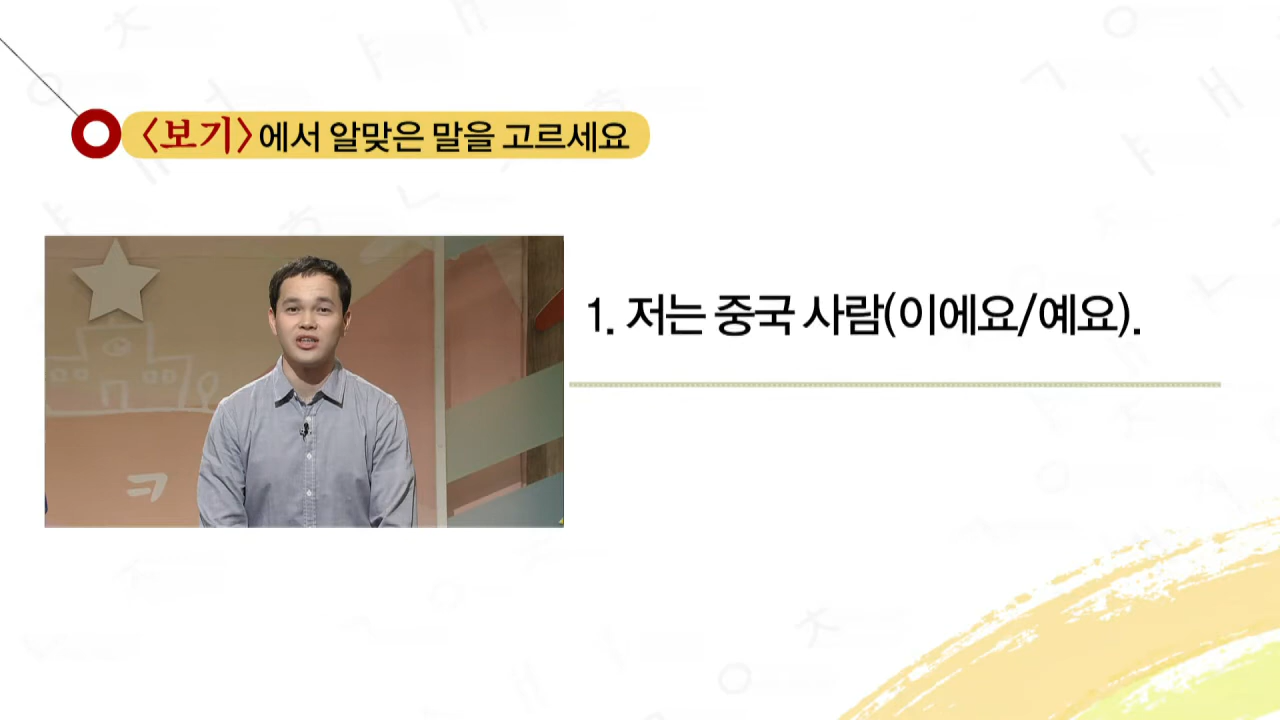 <보기>에서 알맞은 말을 고르세요
1. 저는 중국 사람(이에요/예요).
ㅋ